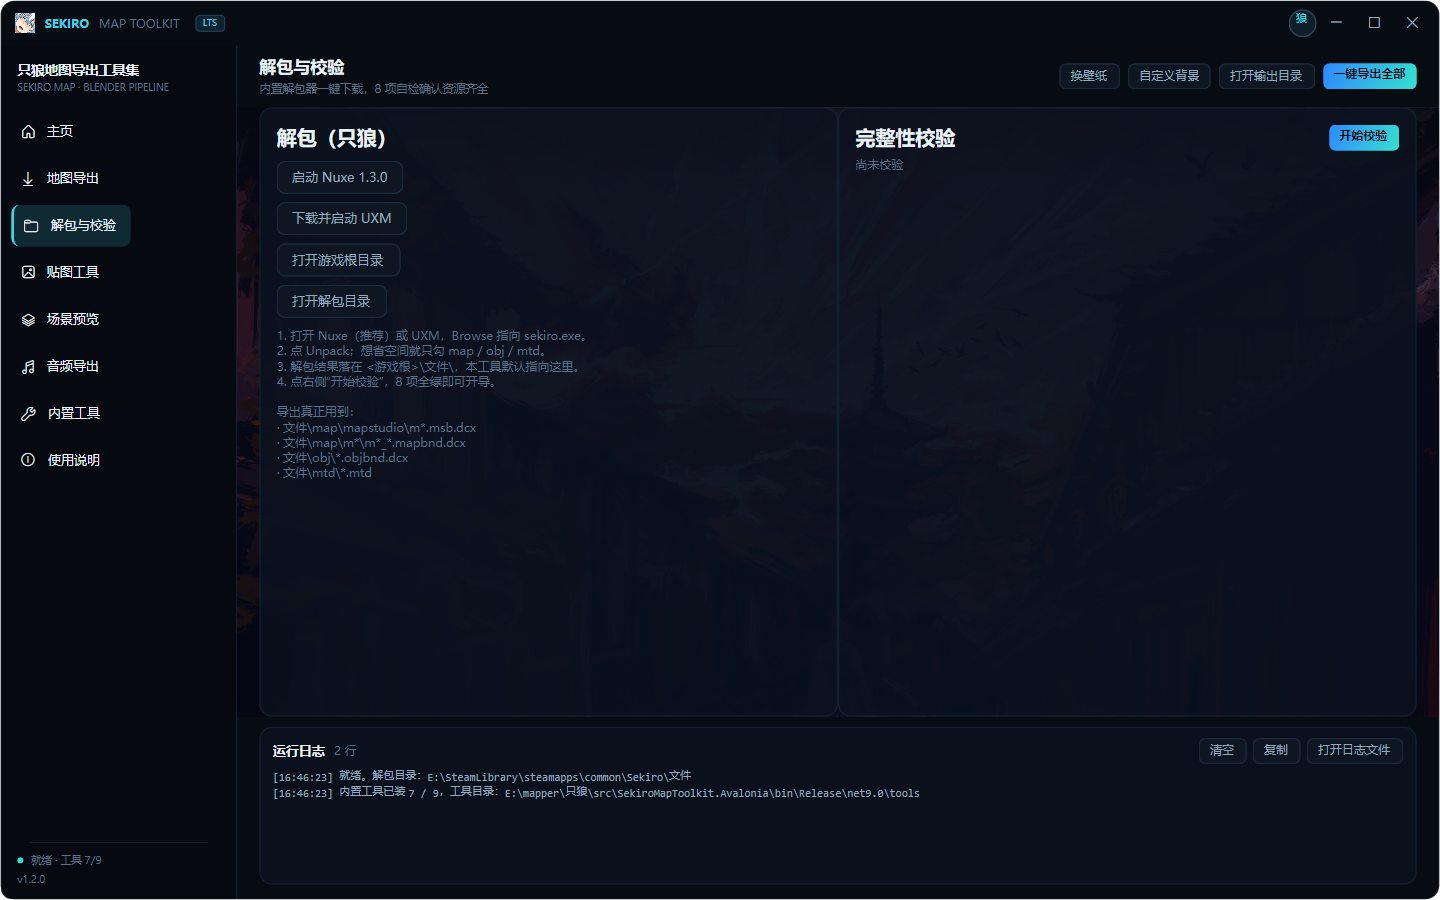 SEKIRO MAP TOOLKIT LTS
狼
只狼地图导出工具集
SEKIRO MAP · BLENDER PIPELINE
主页
地图导出
解包与校验
贴图工具
场景预览
音频导出
内置工具
使用说明
就绪 · 工具 7/9
v1.2.0
解包与校验
内置解包器一键下载，8 项自检确认资源齐全
换壁纸
自定义背景
打开输出目录
一键导出全部
解包（只狼）
启动 Nuxe 1.3.0
下载并启动 UXM
打开游戏根目录
打开解包目录
1. 打开 Nuxe（推荐）或 UXM，Browse 指向 sekiro.exe。
2. 点 Unpack；想省空间就只勾 map / obj / mtd。
3. 解包结果落在 <游戏根>\文件\，本工具默认指向这里。
4. 点右侧“开始校验”，8 项全绿即可开导。
导出真正用到：
· 文件\map\mapstudio\m*.msb.dcx
· 文件\map\m*\m*_*.mapbnd.dcx
· 文件\obj\*.objbnd.dcx
· 文件\mtd\*.mtd
完整性校验
开始校验
尚未校验
运行日志 2 行
清空
复制
打开日志文件
[16:46:23] 就绪。解包目录：E:\SteamLibrary\steamapps\common\Sekiro\文件
[16:46:23] 内置工具已装 7 / 9，工具目录：E:\mapper\只狼\src\SekiroMapToolkit.Avalonia\bin\Release\net9.0\tools